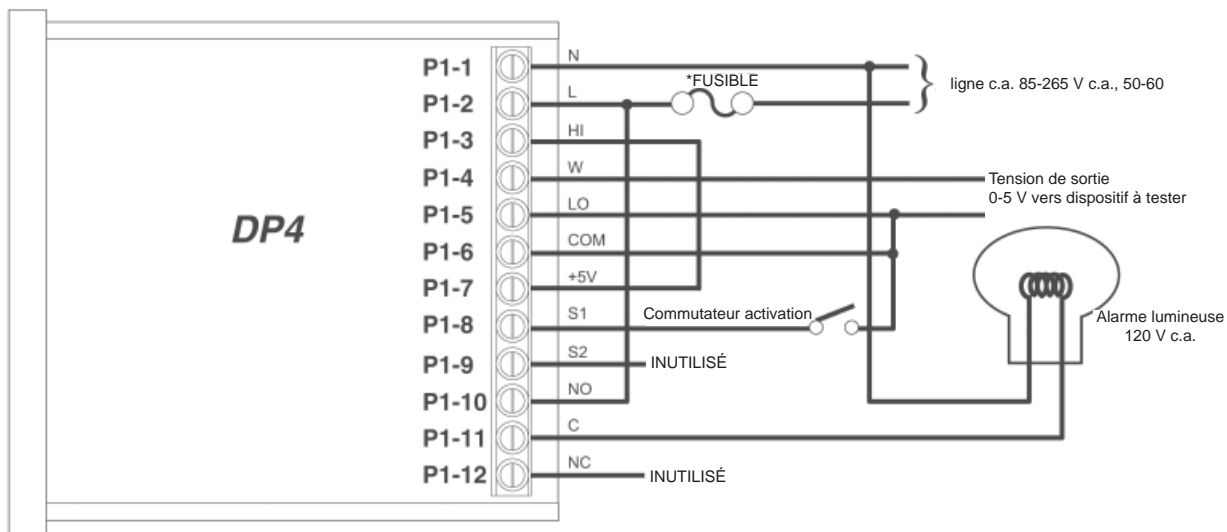 DP4
P1-1 N
P1-2 L
*FUSIBLE
ligne c.a. 85-265 V c.a., 50-60
P1-3 HI
P1-4 W
Tension de sortie
0-5 V vers dispositif à tester
P1-5 LO
P1-6 COM
P1-7 +5V
P1-8 S1
Commutateur activation
Alarme lumineuse
120 V c.a.
P1-9 S2
INUTILISÉ
P1-10 NO
P1-11 C
P1-12 NC
INUTILISÉ